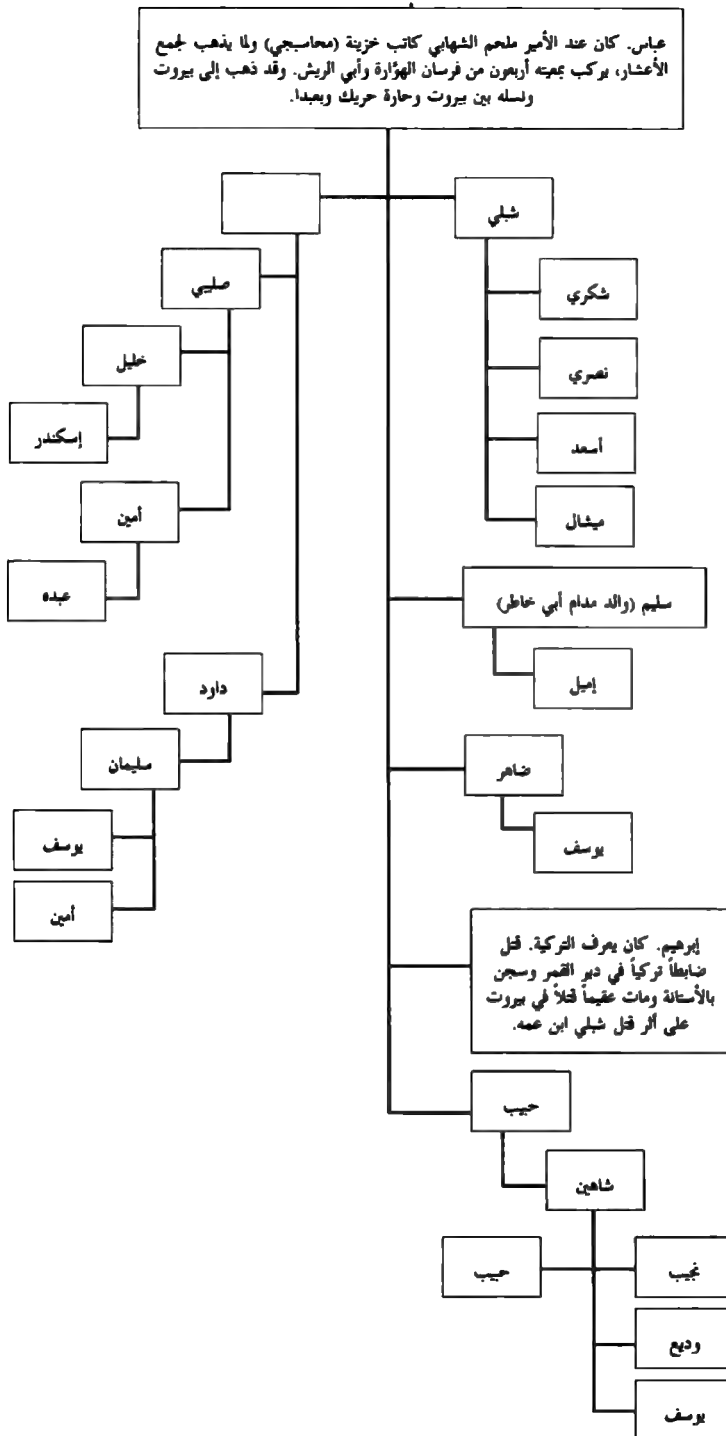 عباس. كان عند الأمير ملحم الشهابي كاتب خزينة (محاسبجي) ولما يذهب لجمع
الأعشار، يركب بمعيته أربعون من فرسان الهوّارة وأبي الريش. وقد ذهب إلى بيروت
ونسله بين بيروت وحارة حريك وبعبدا.
شبلي
شكري
نصري
أسعد
ميشال
صليبي
خليل
إسكندر
أمين
عبده
سليم (والد مدام أبي خاطر)
إميل
داود
سليمان
يوسف
أمين
ضاهر
يوسف
إبرهيم. كان يعرف التركية. قتل
ضابطاً تركياً في دير القمر وسجن
بالأستانة ومات عقيماً قتلاً في بيروت
على أثر قتل شبلي ابن عمه.
حبيب
شاهين
نجيب
حبيب
وديع
يوسف